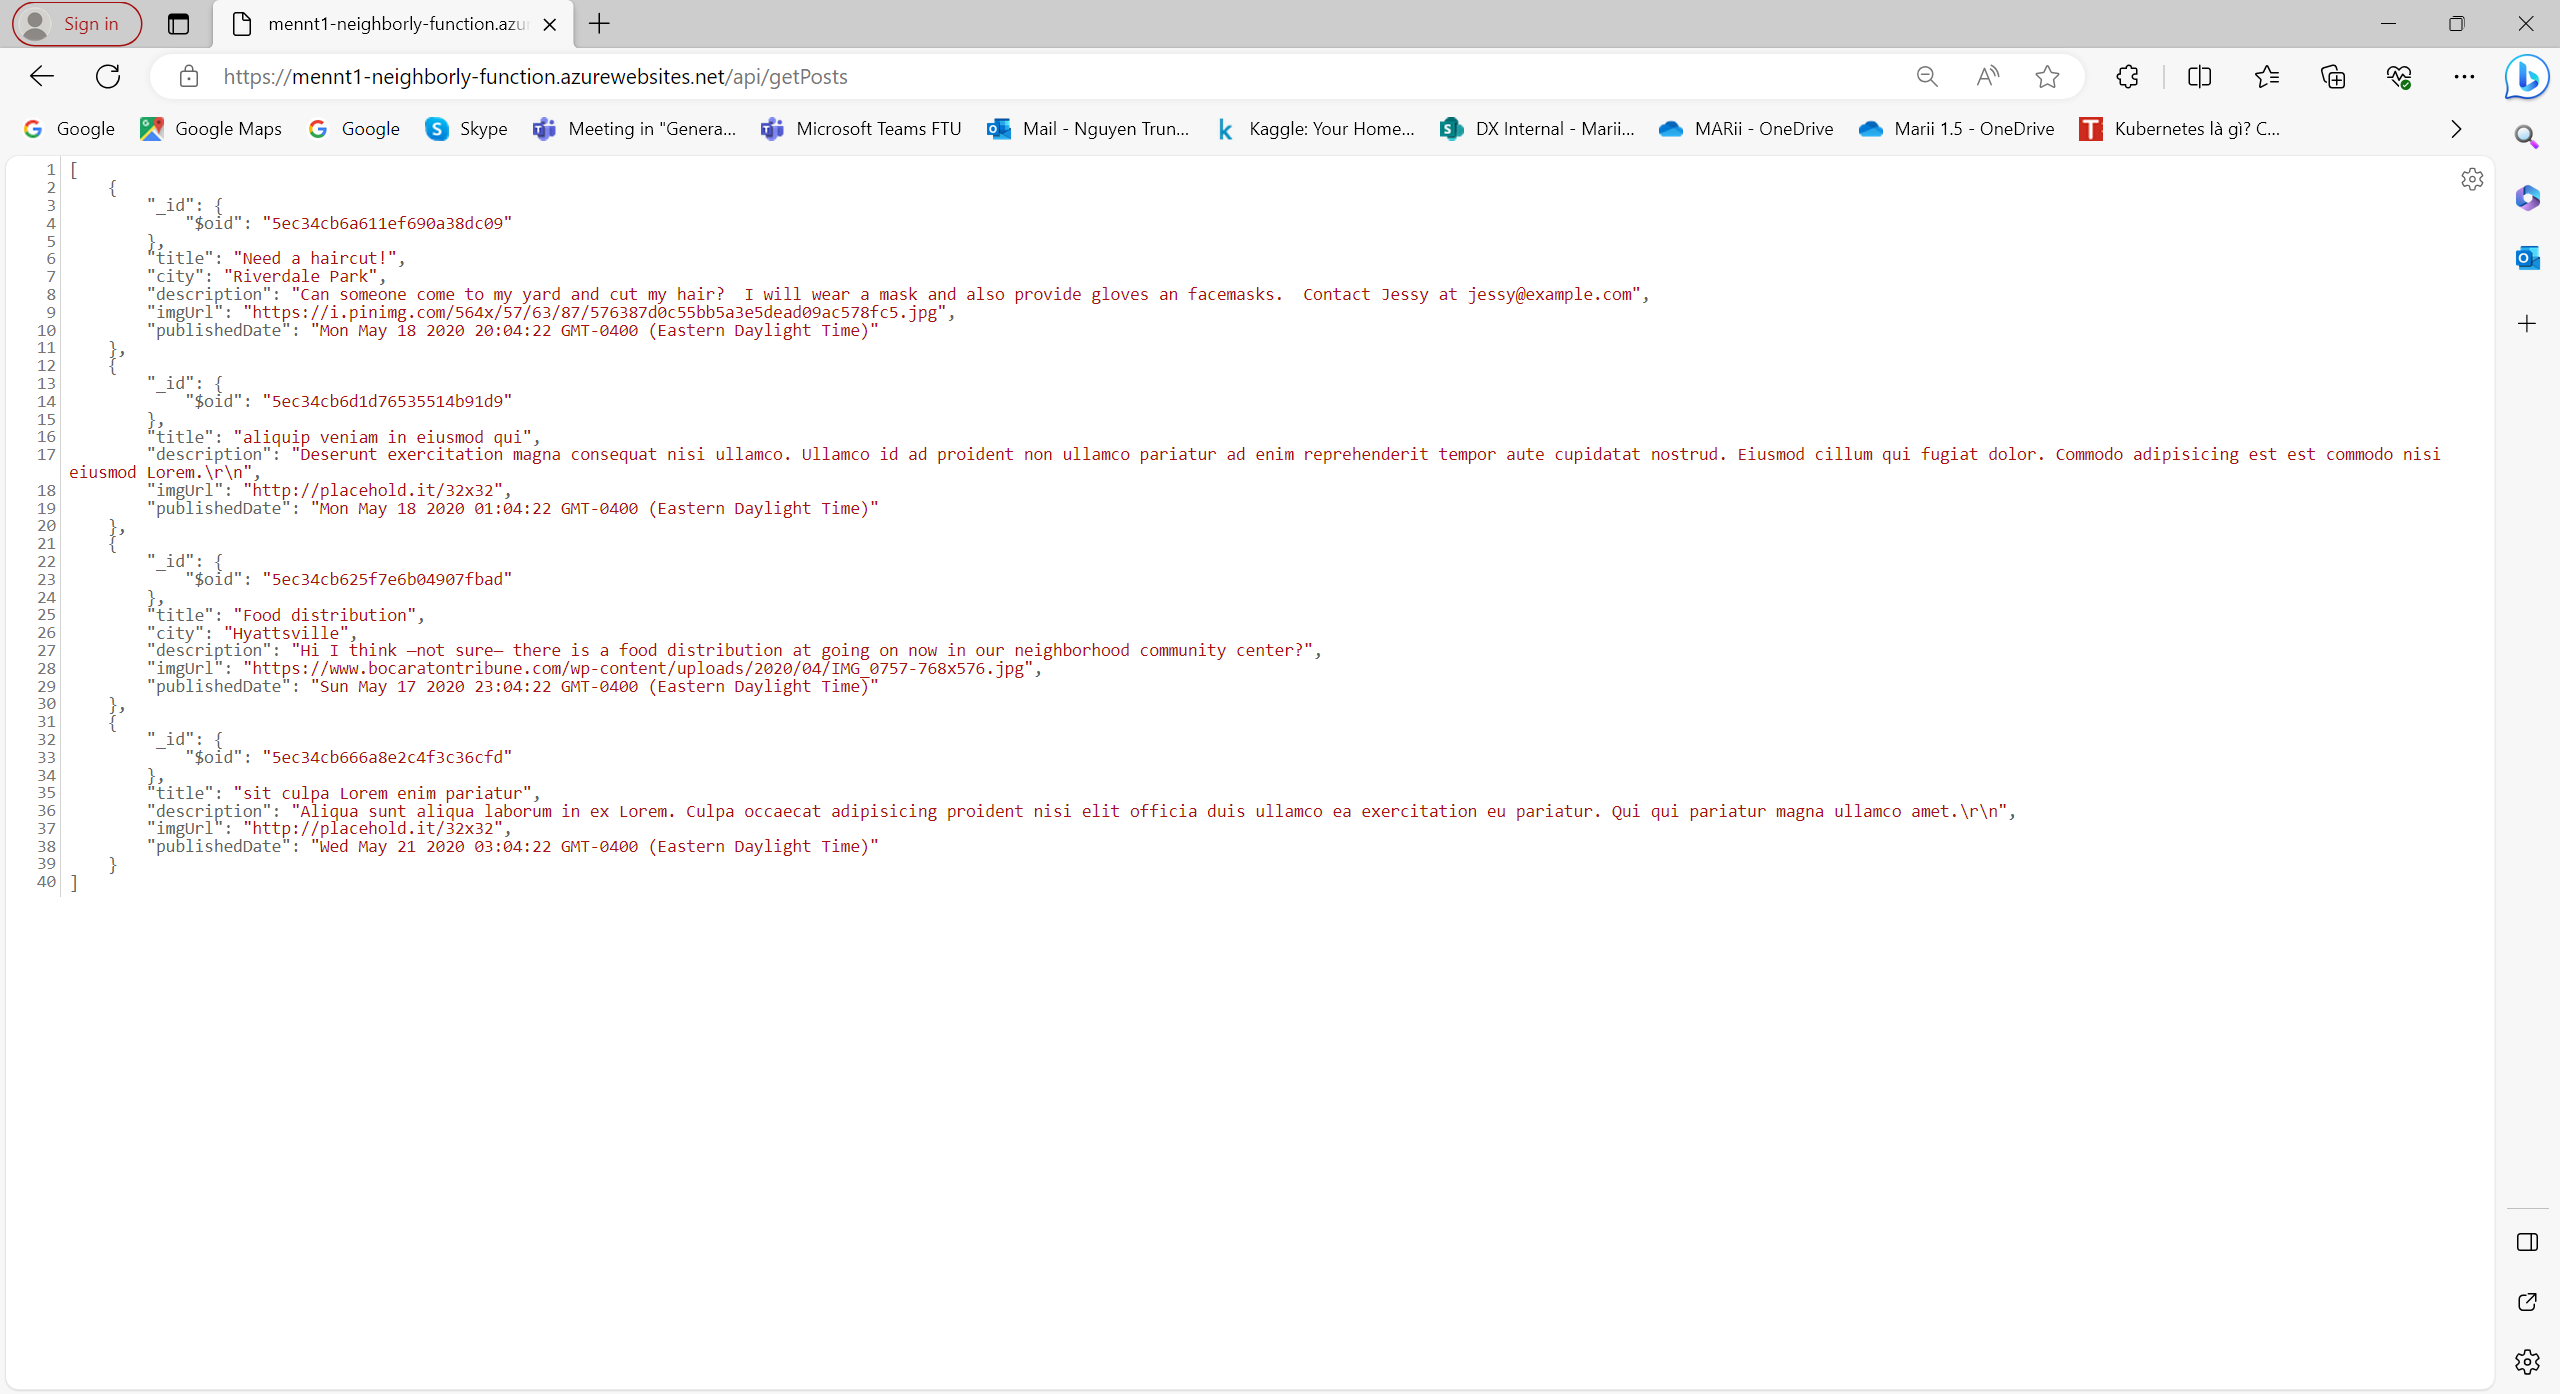 Sign in
mennt1-neighborly-function.azu
https://mennt1-neighborly-function.azurewebsites.net/api/getPosts
Google Google Maps Google Skype Meeting in "Genera... Microsoft Teams FTU Mail - Nguyen Trun... Kaggle: Your Home... DX Internal - Marii... MARii - OneDrive Marii 1.5 - OneDrive Kubernetes là gì? C...
1 [
2 {
3 "_id": {
4 "$oid": "5ec34cb6a611ef690a38dc09"
5 },
6 "title": "Need a haircut!",
7 "city": "Riverdale Park",
8 "description": "Can someone come to my yard and cut my hair?  I will wear a mask and also provide gloves an facemasks.  Contact Jessy at jessy@example.com",
9 "imgUrl": "https://i.pinimg.com/564x/57/63/87/576387d0c55bb5a3e5dead09ac578fc5.jpg",
10 "publishedDate": "Mon May 18 2020 20:04:22 GMT-0400 (Eastern Daylight Time)"
11 },
12 {
13 "_id": {
14 "$oid": "5ec34cb6d1d76535514b91d9"
15 },
16 "title": "aliquip veniam in eiusmod qui",
17 "description": "Deserunt exercitation magna consequat nisi ullamco. Ullamco id ad proident non ullamco pariatur ad enim reprehenderit tempor aute cupidatat nostrud. Eiusmod cillum qui fugiat dolor. Commodo adipisicing est est commodo nisi
eiusmod Lorem.\r\n",
18 "imgUrl": "http://placehold.it/32x32",
19 "publishedDate": "Mon May 18 2020 01:04:22 GMT-0400 (Eastern Daylight Time)"
20 },
21 {
22 "_id": {
23 "$oid": "5ec34cb625f7e6b04907fbad"
24 },
25 "title": "Food distribution",
26 "city": "Hyattsville",
27 "description": "Hi I think —not sure— there is a food distribution at going on now in our neighborhood community center?",
28 "imgUrl": "https://www.bocaratontribune.com/wp-content/uploads/2020/04/IMG_0757-768x576.jpg",
29 "publishedDate": "Sun May 17 2020 23:04:22 GMT-0400 (Eastern Daylight Time)"
30 },
31 {
32 "_id": {
33 "$oid": "5ec34cb666a8e2c4f3c36cfd"
34 },
35 "title": "sit culpa Lorem enim pariatur",
36 "description": "Aliqua sunt aliqua laborum in ex Lorem. Culpa occaecat adipisicing proident nisi elit officia duis ullamco ea exercitation eu pariatur. Qui qui pariatur magna ullamco amet.\r\n",
37 "imgUrl": "http://placehold.it/32x32",
38 "publishedDate": "Wed May 21 2020 03:04:22 GMT-0400 (Eastern Daylight Time)"
39 }
40 ]